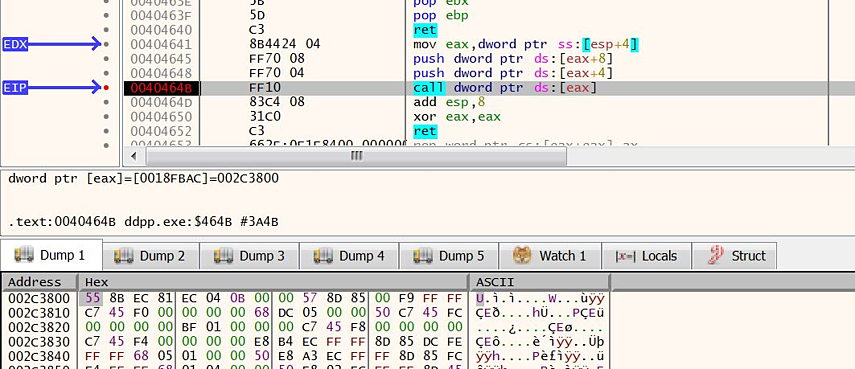 0040463E 5B pop ebx
0040463F 5D pop ebp
00404640 C3 ret
EDX 00404641 8B4424 04 mov eax,dword ptr ss:[esp+4]
00404645 FF70 08 push dword ptr ds:[eax+8]
00404648 FF70 04 push dword ptr ds:[eax+4]
EIP 0040464B FF10 call dword ptr ds:[eax]
0040464D 83C4 08 add esp,8
00404650 31C0 xor eax,eax
00404652 C3 ret
dword ptr [eax]=[0018FBAC]=002C3800
.text:0040464B ddpp.exe:$464B #3A4B
Dump 1 Dump 2 Dump 3 Dump 4 Dump 5 Watch 1 Locals Struct
Address Hex ASCII
002C3800 55 8B EC 81 EC 04 0B 00 00 57 8D 85 00 F9 FF FF U.ì.ì....W...ùÿÿ
002C3810 C7 45 F0 00 00 00 00 68 DC 05 00 00 50 C7 45 FC ÇEð....hÜ...PÇEü
002C3820 00 00 00 00 BF 01 00 00 00 C7 45 F8 00 00 00 00 ....¿....ÇEø....
002C3830 C7 45 F4 00 00 00 00 E8 B4 EC FF FF 8D 85 DC FE ÇEô....è´ìÿÿ..Üþ
002C3840 FF FF 68 05 01 00 00 50 E8 A3 EC FF FF 8D 85 FC ÿÿh....Pè£ìÿÿ..ü